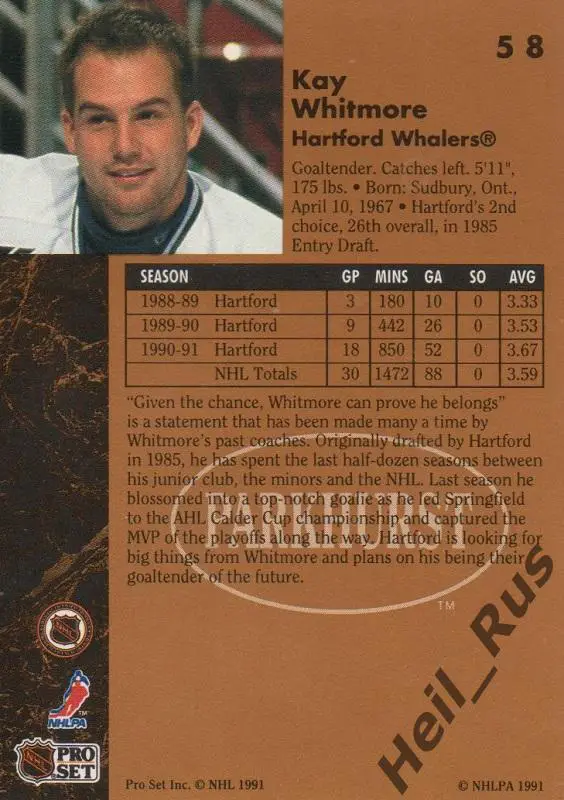 58
Kay
Whitmore
Hartford Whalers®
Goaltender. Catches left. 5'11",
175 lbs. • Born: Sudbury, Ont.,
April 10, 1967 • Hartford's 2nd
choice, 26th overall, in 1985
Entry Draft.
SEASON GP MINS GA SO AVG
1988-89 Hartford 3 180 10 0 3.33
1989-90 Hartford 9 442 26 0 3.53
1990-91 Hartford 18 850 52 0 3.67
NHL Totals 30 1472 88 0 3.59
“Given the chance, Whitmore can prove he belongs”
is a statement that has been made many a time by
Whitmore's past coaches. Originally drafted by Hartford
in 1985, he has spent the last half-dozen seasons between
his junior club, the minors and the NHL. Last season he
blossomed into a top-notch goalie as he led Springfield
to the AHL Calder Cup championship and captured the
MVP of the playoffs along the way. Hartford is looking for
big things from Whitmore and plans on his being their
goaltender of the future.
PARKHURST
TM
NHL
NHLPA
TM
NHL
PRO
SET
Pro Set Inc. © NHL 1991
© NHLPA 1991
Heil_Rus